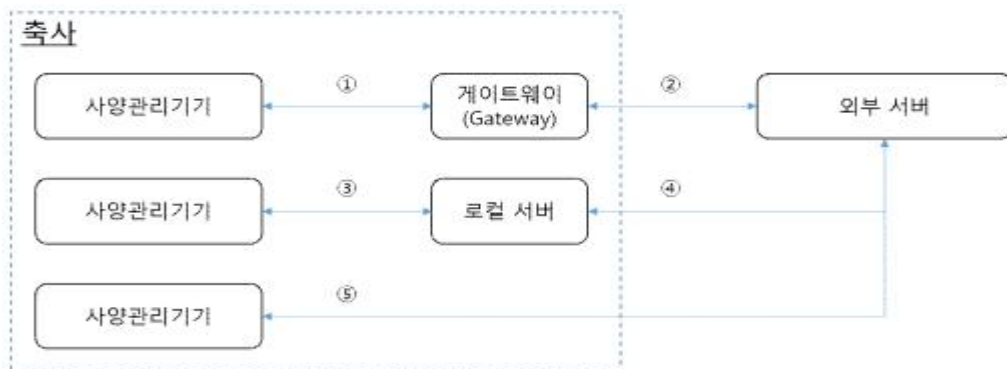 축사
사양관리기기
①
게이트웨이
(Gateway)
②
외부 서버
사양관리기기
③
로컬 서버
④
사양관리기기
⑤